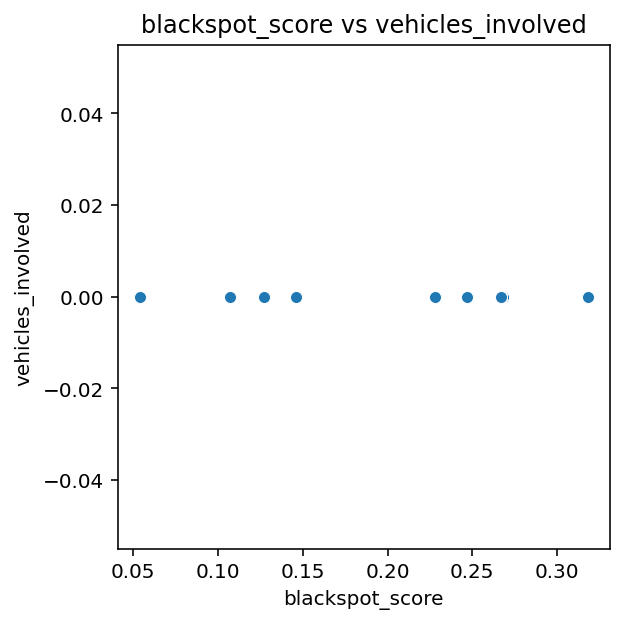 blackspot_score vs vehicles_involved
vehicles_involved
0.04
0.02
0.00
−0.02
−0.04
0.05 0.10 0.15 0.20 0.25 0.30
blackspot_score